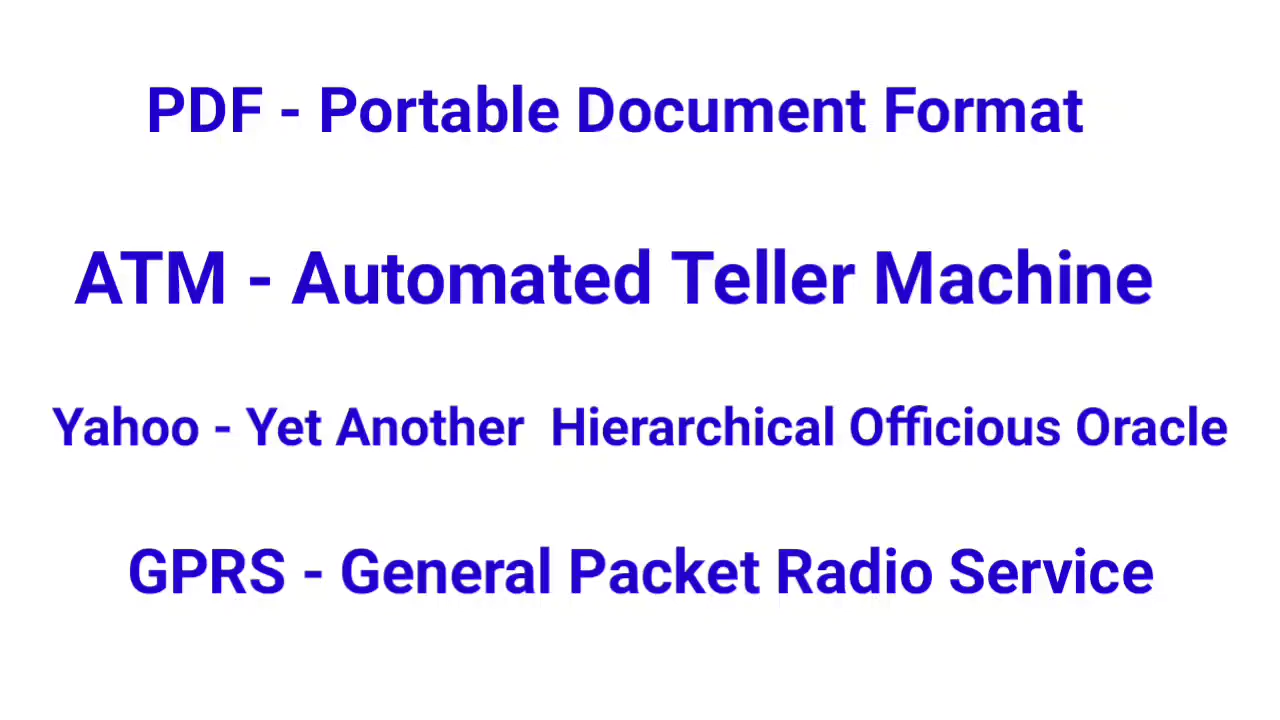 PDF - Portable Document Format
ATM - Automated Teller Machine
Yahoo - Yet Another  Hierarchical Officious Oracle
GPRS - General Packet Radio Service